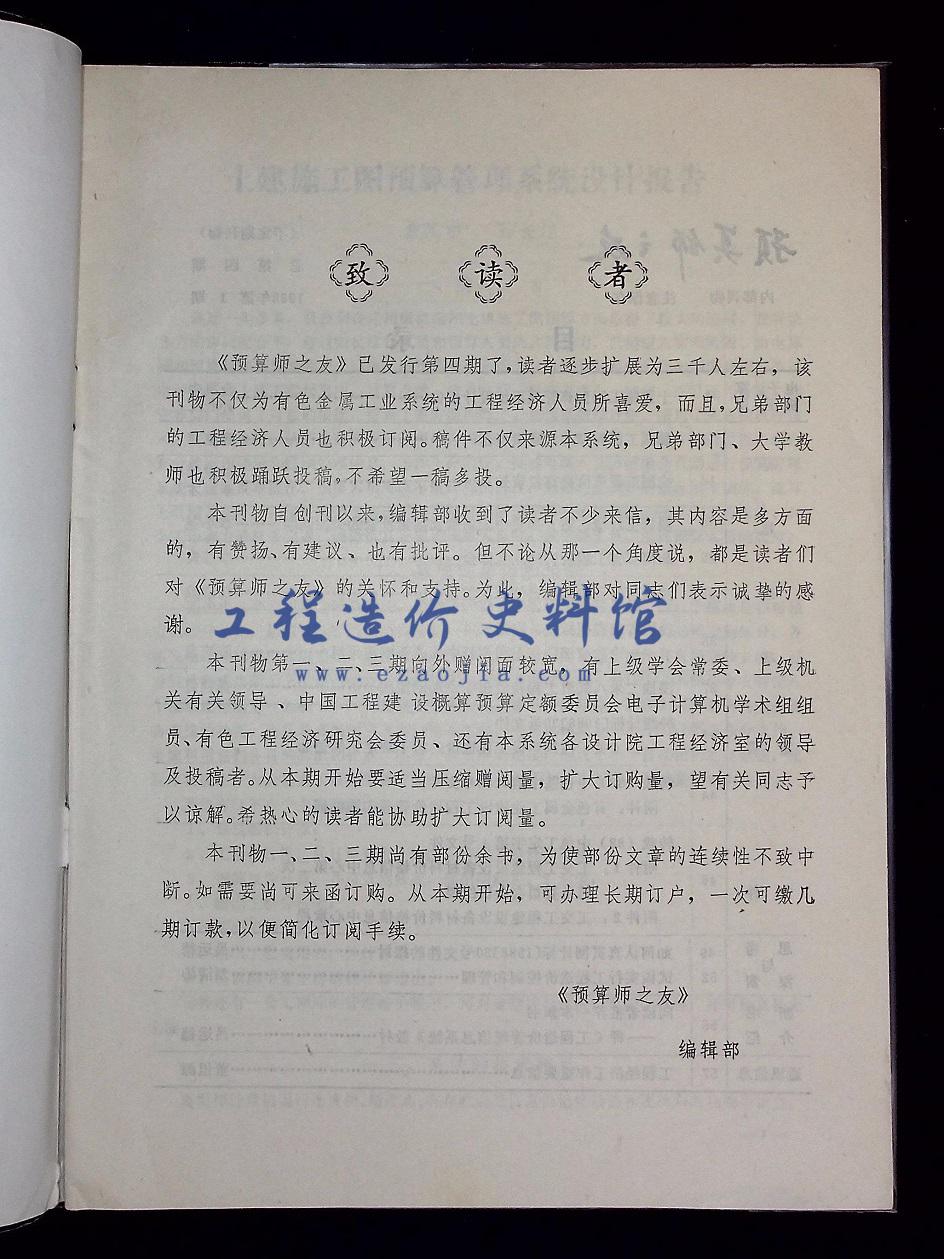 致读者
《预算师之友》已发行第四期了,读者逐步扩展为三千人左右，该
刊物不仅为有色金属工业系统的工程经济人员所喜爱，而且,兄弟部门
的工程经济人员也积极订阅。稿件不仅来源本系统，兄弟部门、大学教
师也积极踊跃投稿,不希望一稿多投。
本刊物自创刊以来,编辑部收到了读者不少来信，其内容是多方面
的，有赞扬、有建议、也有批评。但不论从那一个角度说，都是读者们
对《预算师之友》的关怀和支持。为此，编辑部对同志们表示诚挚的感
谢。
工程造价史料馆
本刊物第一、二、三期向外赠阅面较宽，有上级学会常委、上级机
www.ezaojia.com
关有关领导、中国工程建设概算预算定额委员会电子计算机学术组组
员、有色工程经济研究会委员、还有本系统各设计院工程经济室的领导
及投稿者。从本期开始要适当压缩赠阅量，扩大订购量，望有关同志予
以谅解。希热心的读者能协助扩大订阅量。
本刊物一、二、三期尚有部份余书，为使部份文章的连续性不致中
断。如需要尚可来函订购。从本期开始，可办理长期订户，一次可缴几
期订款,以便简化订阅手续。
《预算师之友》
编辑部